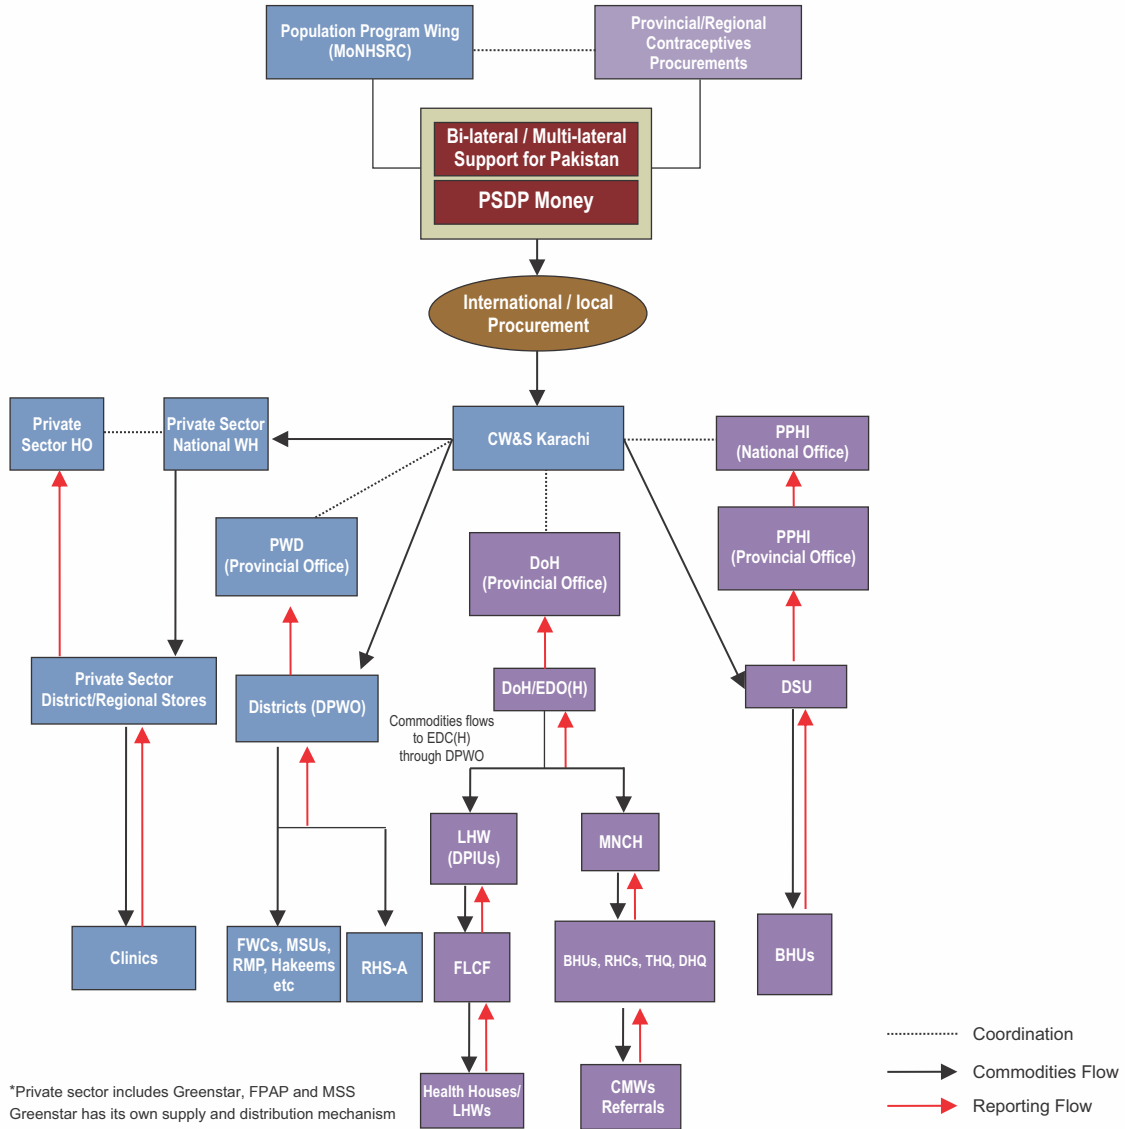 Population Program Wing
(MoNHSRC)
Provincial/Regional
Contraceptives
Procurements
Bi-lateral / Multi-lateral
Support for Pakistan
PSDP Money
International / local
Procurement
Private
Sector HO
Private Sector
National WH
CW&S Karachi
PPHI
(National Office)
PWD
(Provincial Office)
DoH
(Provincial Office)
PPHI
(Provincial Office)
Private Sector
District/Regional Stores
Districts (DPWO)
DoH/EDO(H)
DSU
Commodities flows
to EDC(H)
through DPWO
LHW
(DPIUs)
MNCH
Clinics
FWCs, MSUs,
RMP, Hakeems
etc
RHS-A
FLCF
BHUs, RHCs, THQ, DHQ
BHUs
Health Houses/
LHWs
CMWs
Referrals
Coordination
Commodities Flow
Reporting Flow
*Private sector includes Greenstar, FPAP and MSS
Greenstar has its own supply and distribution mechanism